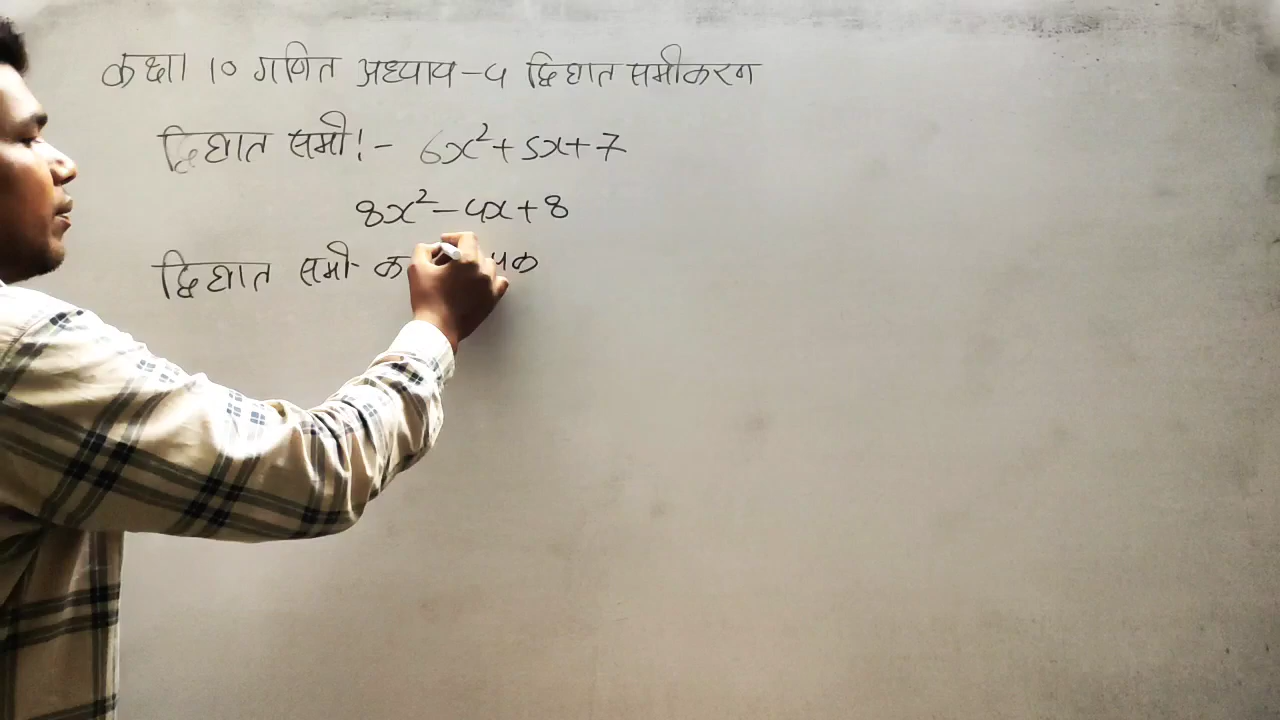 कक्षा 10 गणित अध्याय-4 द्विघात समीकरण
द्विघात समी!- 6x²+5x+7
8x²-4x+8
द्विघात समी॰